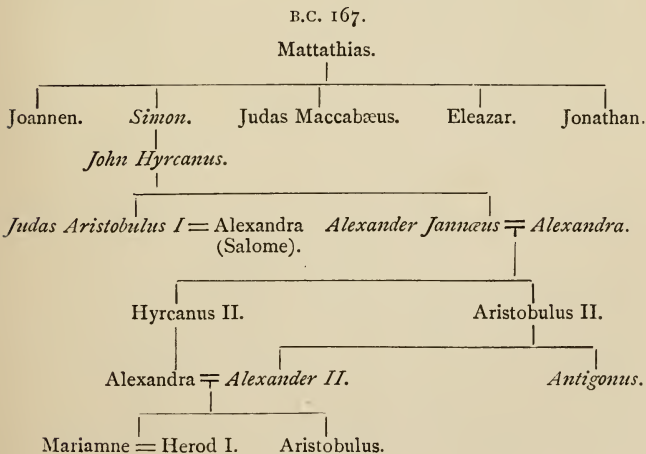 B.C. 167.
Mattathias.
Joannen. Simon. Judas Maccabæus. Eleazar. Jonathan.
John Hyrcanus.
Judas Aristobulus I = Alexandra Alexander Jannæus = Alexandra.
(Salome).
Hyrcanus II. Aristobulus II.
Alexandra = Alexander II. Antigonus.
Mariamne = Herod I. Aristobulus.